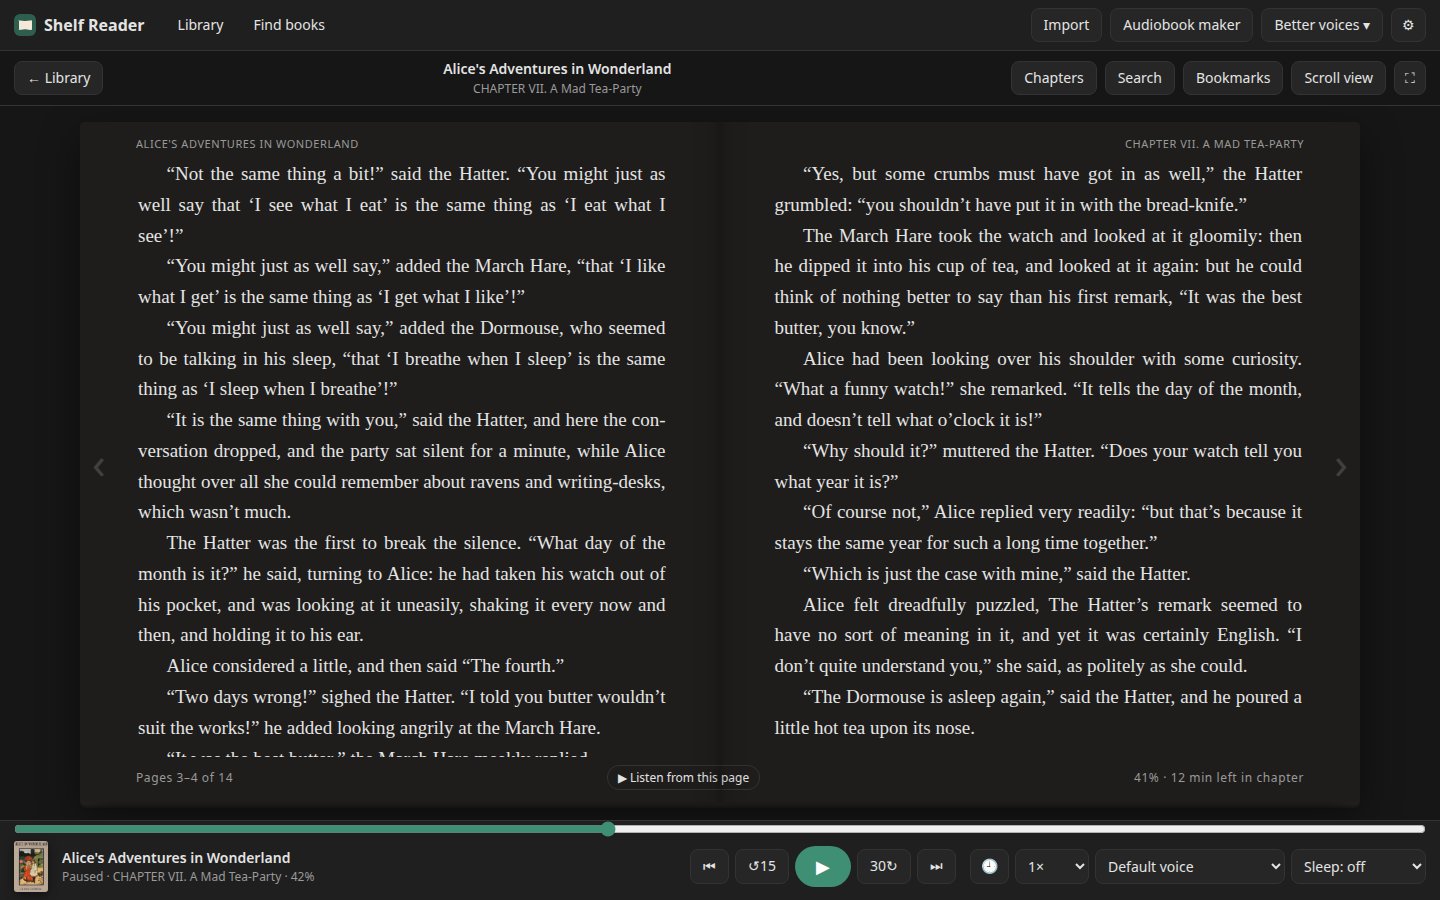 Shelf Reader
Library
Find books
Import
Audiobook maker
Better voices ▾
← Library
Alice's Adventures in Wonderland
CHAPTER VII. A Mad Tea-Party
Chapters
Search
Bookmarks
Scroll view
ALICE'S ADVENTURES IN WONDERLAND
“Not the same thing a bit!” said the Hatter. “You might just as
well say that ‘I see what I eat’ is the same thing as ‘I eat what I
see’!”
“You might just as well say,” added the March Hare, “that ‘I like
what I get’ is the same thing as ‘I get what I like’!”
“You might just as well say,” added the Dormouse, who seemed
to be talking in his sleep, “that ‘I breathe when I sleep’ is the same
thing as ‘I sleep when I breathe’!”
“It is the same thing with you,” said the Hatter, and here the con-
versation dropped, and the party sat silent for a minute, while Alice
thought over all she could remember about ravens and writing-desks,
which wasn’t much.
The Hatter was the first to break the silence. “What day of the
month is it?” he said, turning to Alice: he had taken his watch out of
his pocket, and was looking at it uneasily, shaking it every now and
then, and holding it to his ear.
Alice considered a little, and then said “The fourth.”
“Two days wrong!” sighed the Hatter. “I told you butter wouldn’t
suit the works!” he added looking angrily at the March Hare.
“It was the best butter,” the March Hare meekly replied.
Pages 3–4 of 14
CHAPTER VII. A MAD TEA-PARTY
“Yes, but some crumbs must have got in as well,” the Hatter
grumbled: “you shouldn’t have put it in with the bread-knife.”
The March Hare took the watch and looked at it gloomily: then
he dipped it into his cup of tea, and looked at it again: but he could
think of nothing better to say than his first remark, “It was the best
butter, you know.”
Alice had been looking over his shoulder with some curiosity.
“What a funny watch!” she remarked. “It tells the day of the month,
and doesn’t tell what o’clock it is!”
“Why should it?” muttered the Hatter. “Does your watch tell you
what year it is?”
“Of course not,” Alice replied very readily: “but that’s because it
stays the same year for such a long time together.”
“Which is just the case with mine,” said the Hatter.
Alice felt dreadfully puzzled, The Hatter’s remark seemed to
have no sort of meaning in it, and yet it was certainly English. “I
don’t quite understand you,” she said, as politely as she could.
“The Dormouse is asleep again,” said the Hatter, and he poured a
little hot tea upon its nose.
▶ Listen from this page
41% · 12 min left in chapter
Alice's Adventures in Wonderland
Paused · CHAPTER VII. A Mad Tea-Party · 42%
↺15
30↻
1×
Default voice
Sleep: off